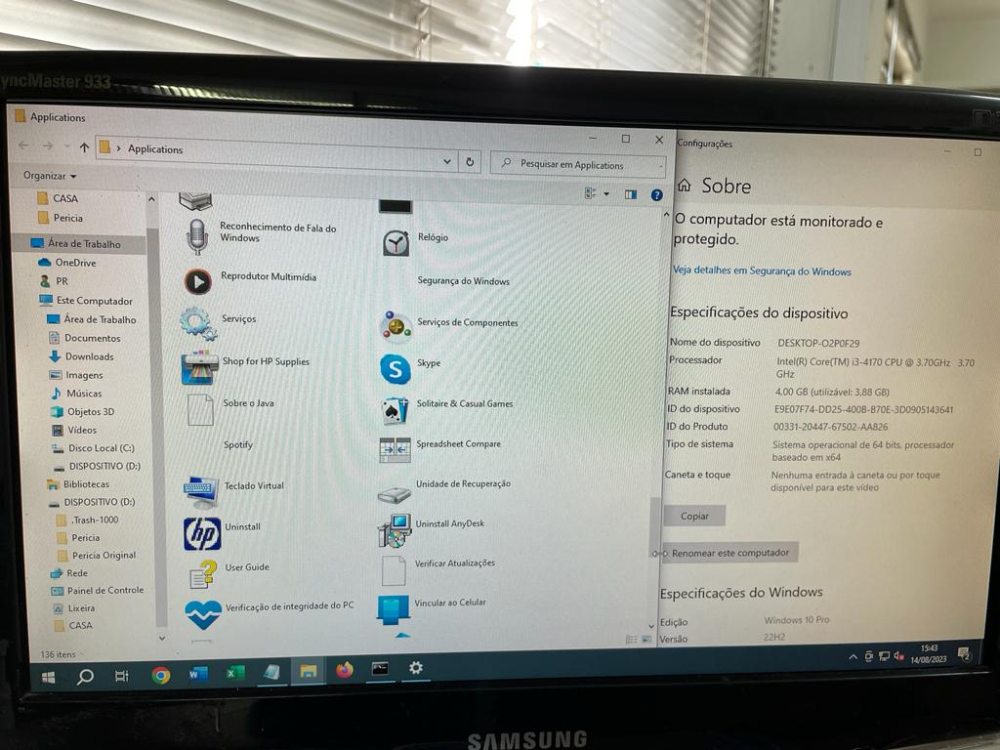 yncMaster 933
Applications
Applications
Pesquisar em Applications
Organizar
CASA
Pericia
Área de Trabalho
OneDrive
PR
Este Computador
Área de Trabalho
Documentos
Downloads
Imagens
Músicas
Objetos 3D
Vídeos
Disco Local (C:)
DISPOSITIVO (D:)
Bibliotecas
DISPOSITIVO (D:)
.Trash-1000
Pericia
Pericia Original
Rede
Painel de Controle
Lixeira
CASA
136 itens
Reconhecimento de Fala do
Windows
Relógio
Reprodutor Multimídia
Segurança do Windows
Serviços
Serviços de Componentes
Shop for HP Supplies
Skype
Sobre o Java
Solitaire & Casual Games
Spotify
Spreadsheet Compare
Teclado Virtual
Unidade de Recuperação
hp
Uninstall
Uninstall AnyDesk
User Guide
Verificar Atualizações
Verificação de integridade do PC
Vincular ao Celular
Configurações
Sobre
O computador está monitorado e
protegido.
Veja detalhes em Segurança do Windows
Especificações do dispositivo
Nome do dispositivo DESKTOP-O2P0F29
Processador Intel(R) Core(TM) i3-4170 CPU @ 3.70GHz 3.70
GHz
RAM instalada 4,00 GB (utilizável: 3,88 GB)
ID do dispositivo E9E07F74-DD25-400B-B70E-3D0905143641
ID do Produto 00331-20447-67502-AA826
Tipo de sistema Sistema operacional de 64 bits, processador
baseado em x64
Caneta e toque Nenhuma entrada à caneta ou por toque
disponível para este vídeo
Copiar
Renomear este computador
Especificações do Windows
Edição Windows 10 Pro
Versão 22H2
15:43
14/08/2023
2
SAMSUNG